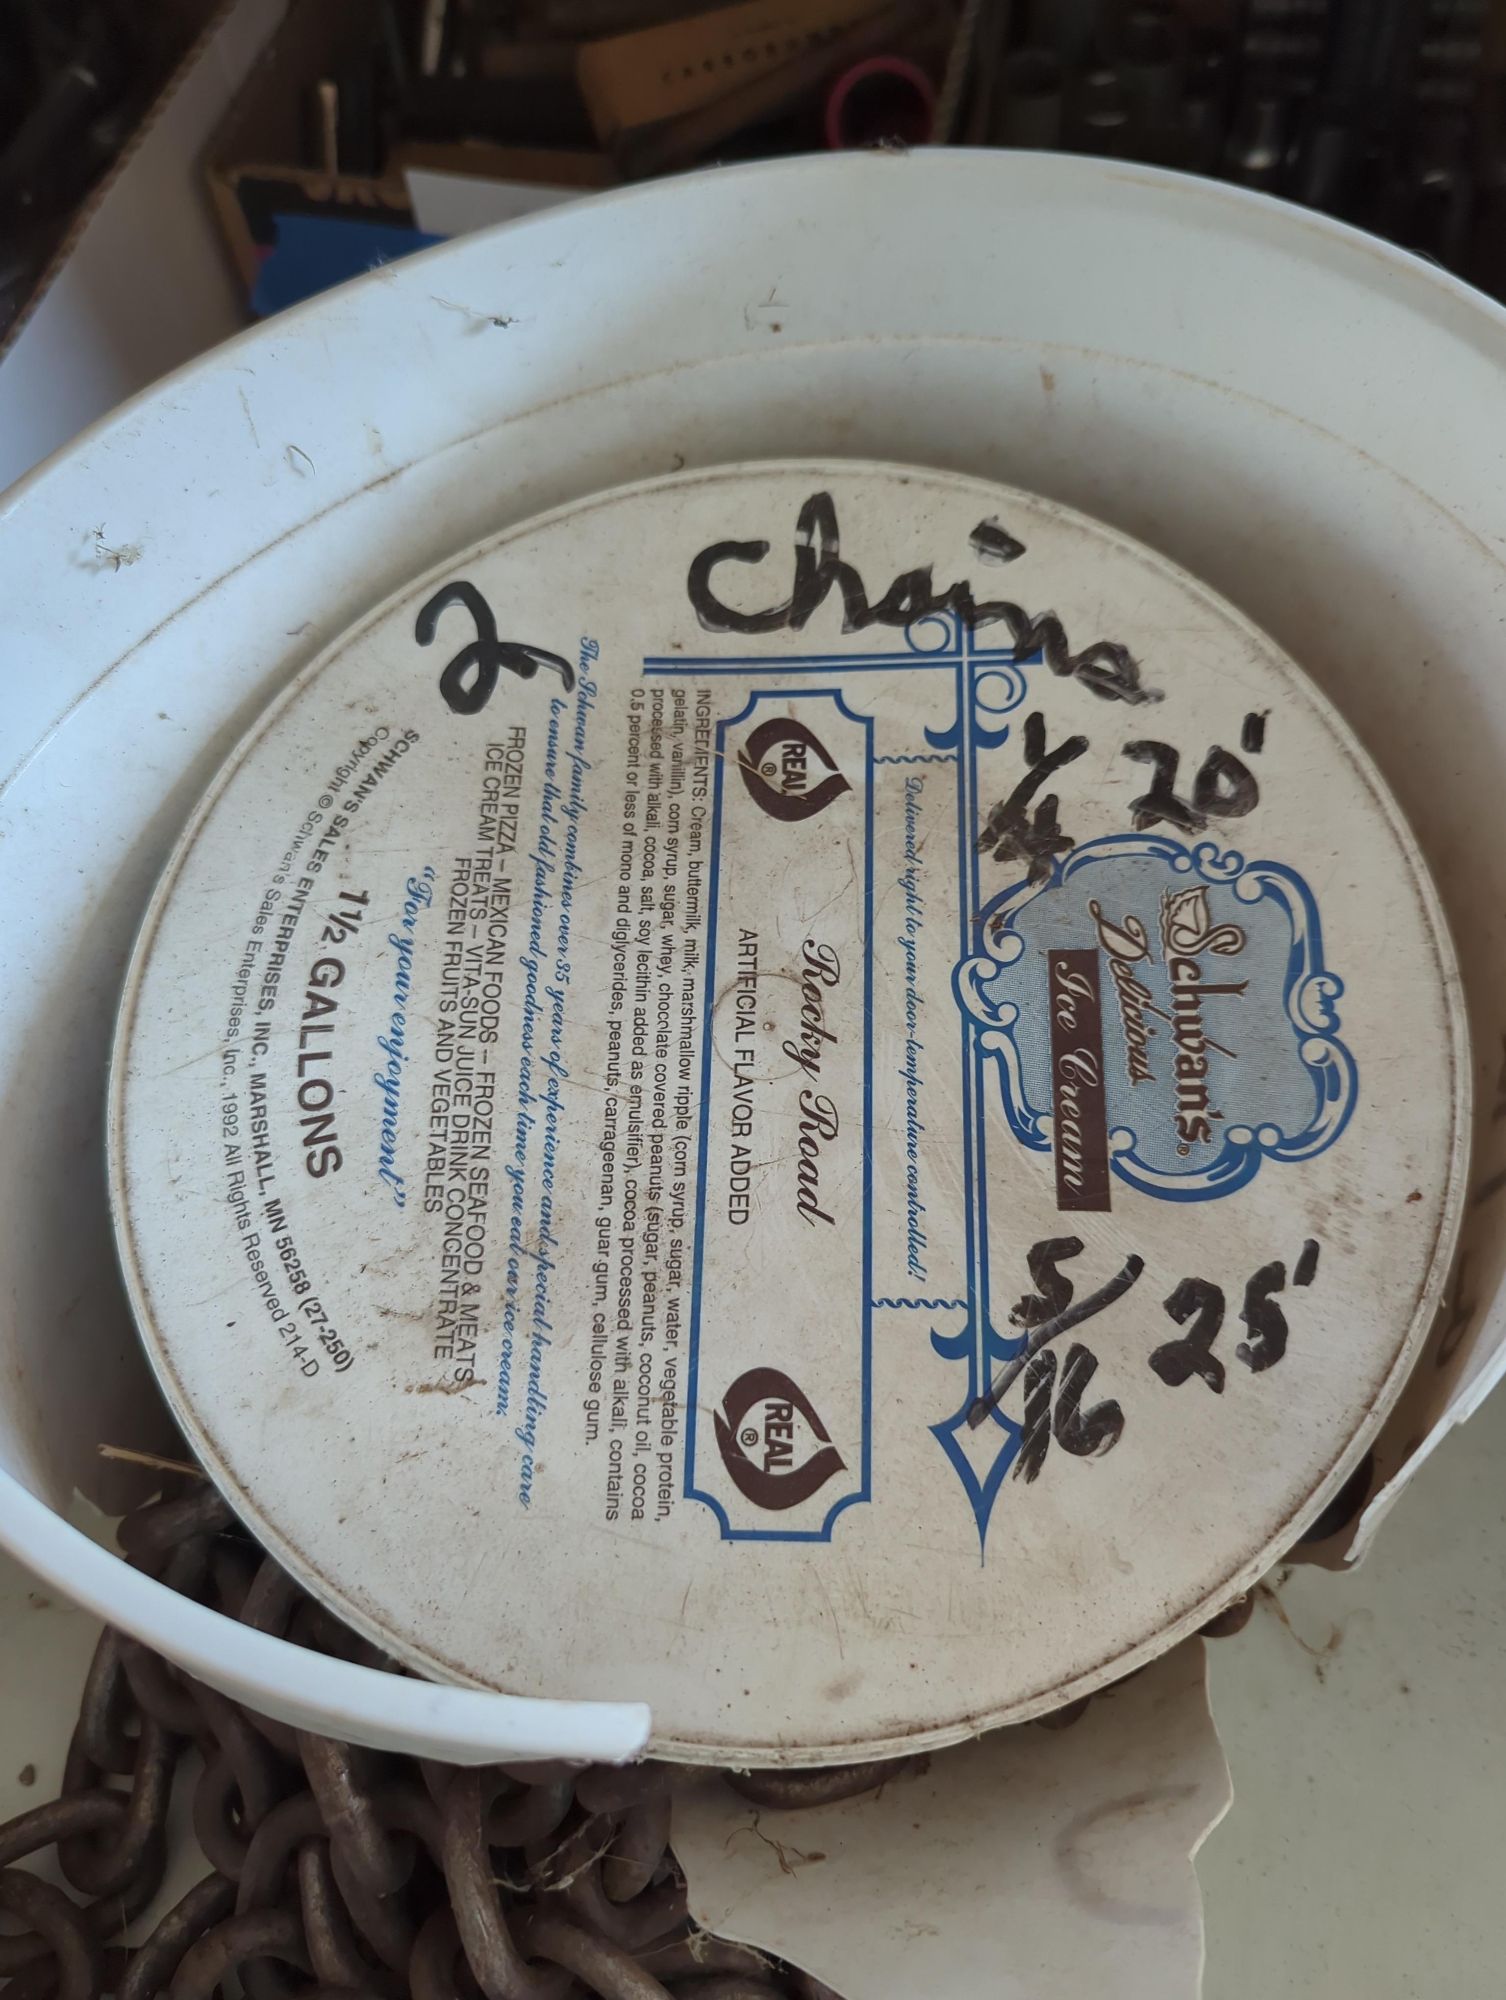 Schwan's®
Delicious
Ice Cream
Delivered right to your door-temperature controlled!
Rocky Road
ARTIFICIAL FLAVOR ADDED
REAL ®
REAL ®
INGREDIENTS: Cream, buttermilk, milk, marshmallow ripple (corn syrup, sugar, water, vegetable protein,
gelatin, vanillin), corn syrup, sugar, whey, chocolate covered peanuts (sugar, peanuts, coconut oil, cocoa
processed with alkali, cocoa, salt, soy lecithin added as emulsifier), cocoa processed with alkali, contains
0.5 percent or less of mono and diglycerides, peanuts, carrageenan, guar gum, cellulose gum.
The Schwan family combines over 35 years of experience and special handling care
to ensure that old fashioned goodness each time you eat our ice cream.
FROZEN PIZZA – MEXICAN FOODS – FROZEN SEAFOOD & MEATS
ICE CREAM TREATS – VITA-SUN JUICE DRINK CONCENTRATE
FROZEN FRUITS AND VEGETABLES
"For your enjoyment"
1½ GALLONS
SCHWAN'S SALES ENTERPRISES, INC., MARSHALL, MN 56258 (27-250)
Copyright © Schwan's Sales Enterprises, Inc., 1992 All Rights Reserved 214-D
Chains
20
25